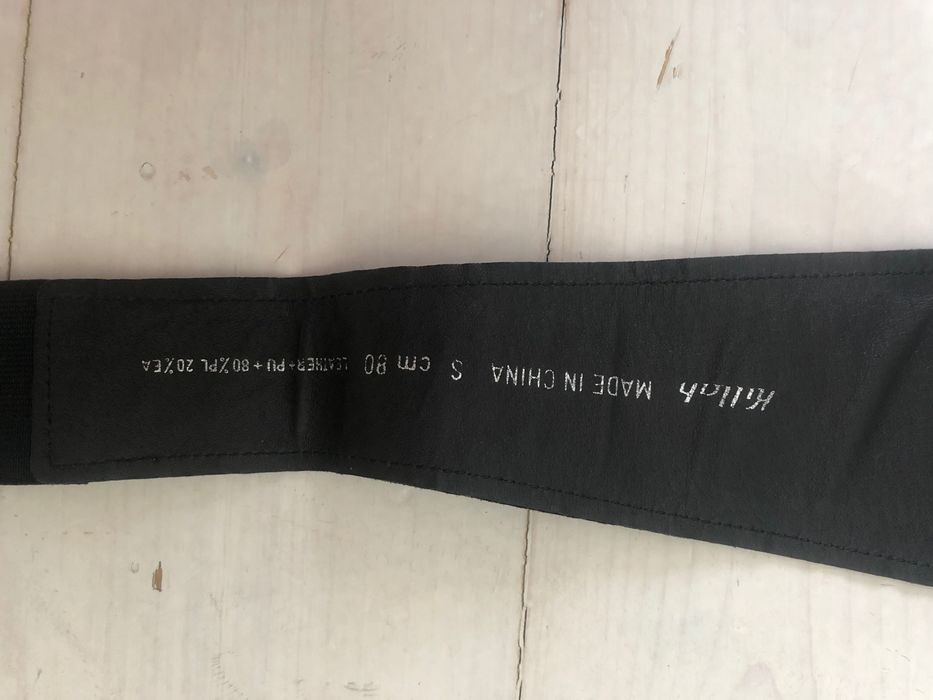 Killah MADE IN CHINA S cm 80 LEATHER+PU + 80%PL 20%EA